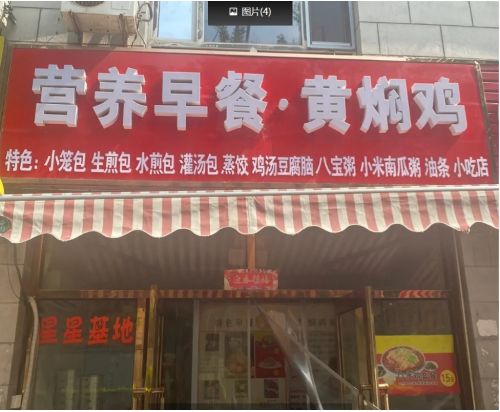 图片(4)
营养早餐·黄焖鸡
特色：小笼包 生煎包 水煎包 灌汤包 蒸饺 鸡汤豆腐脑 八宝粥 小米南瓜粥 油条 小吃店
星星基地
15